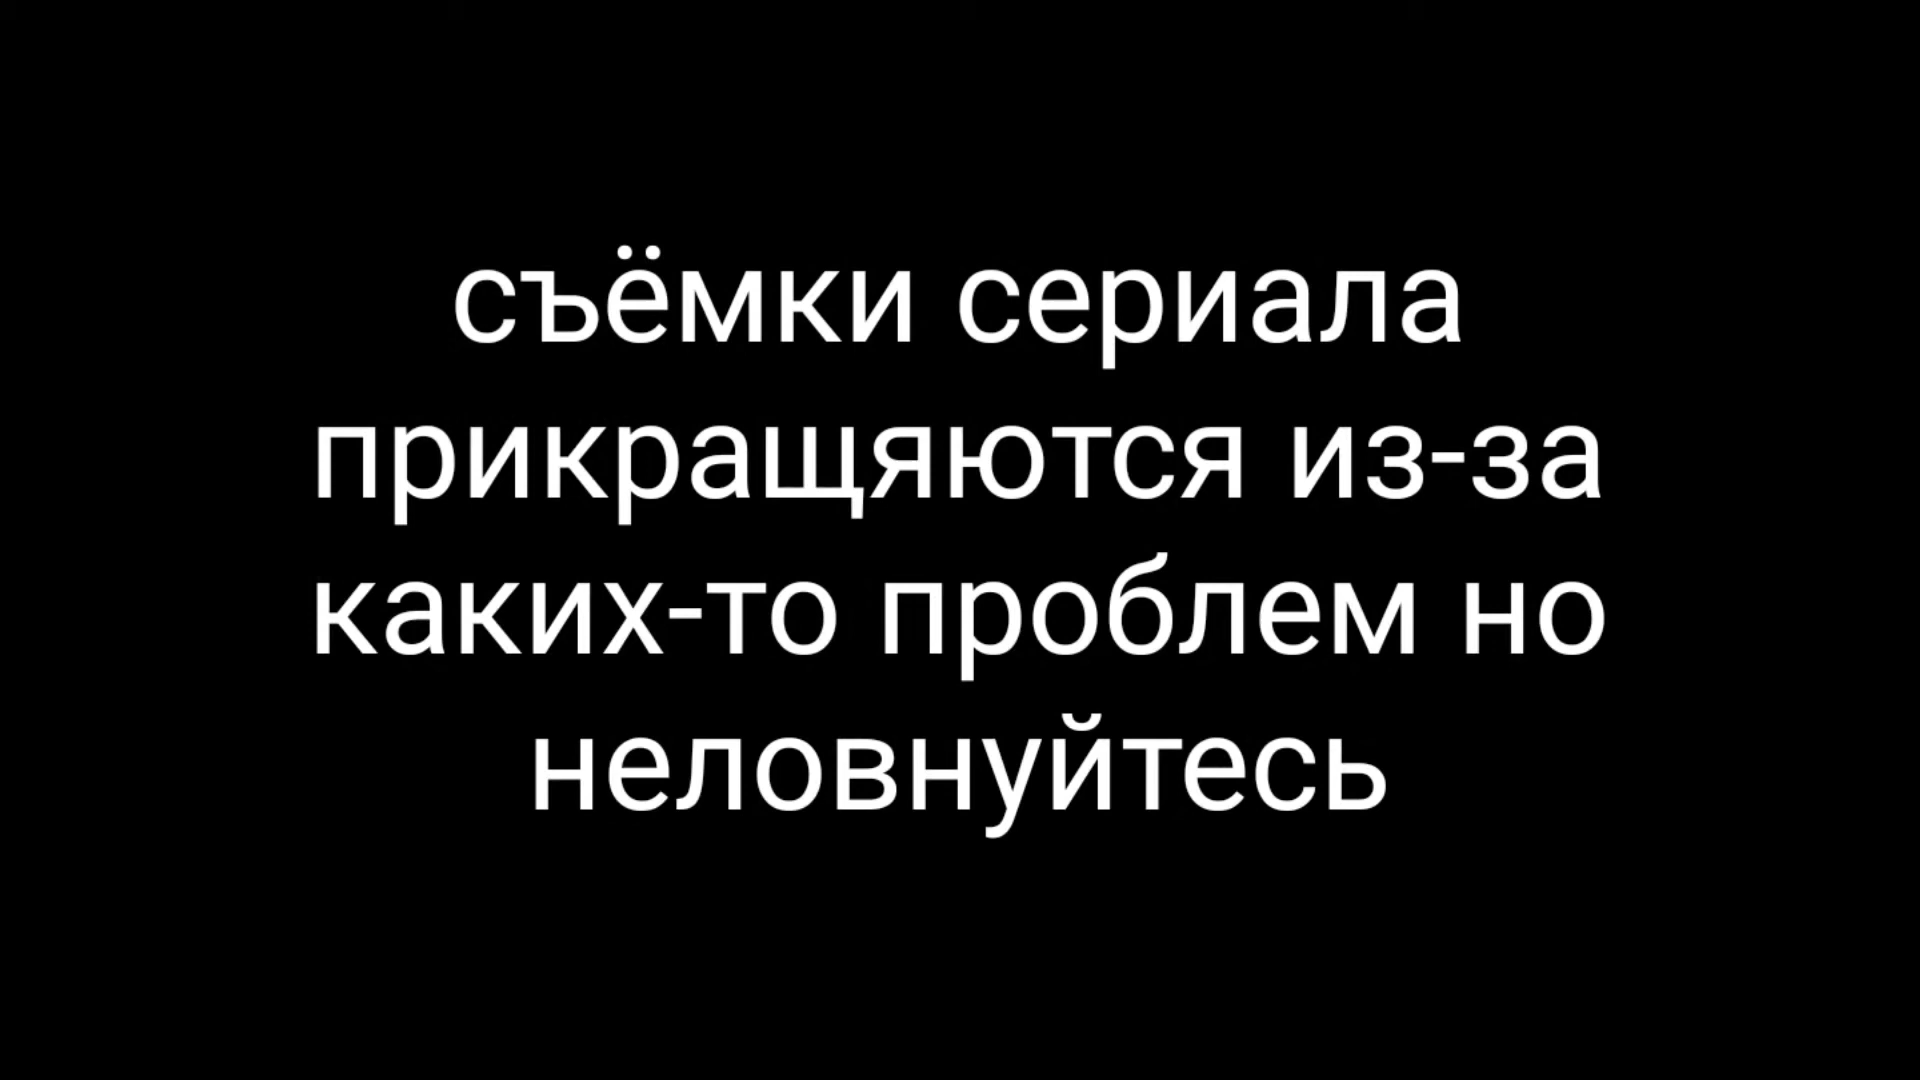 съёмки сериала
прикращяются из-за
каких-то проблем но
неловнуйтесь